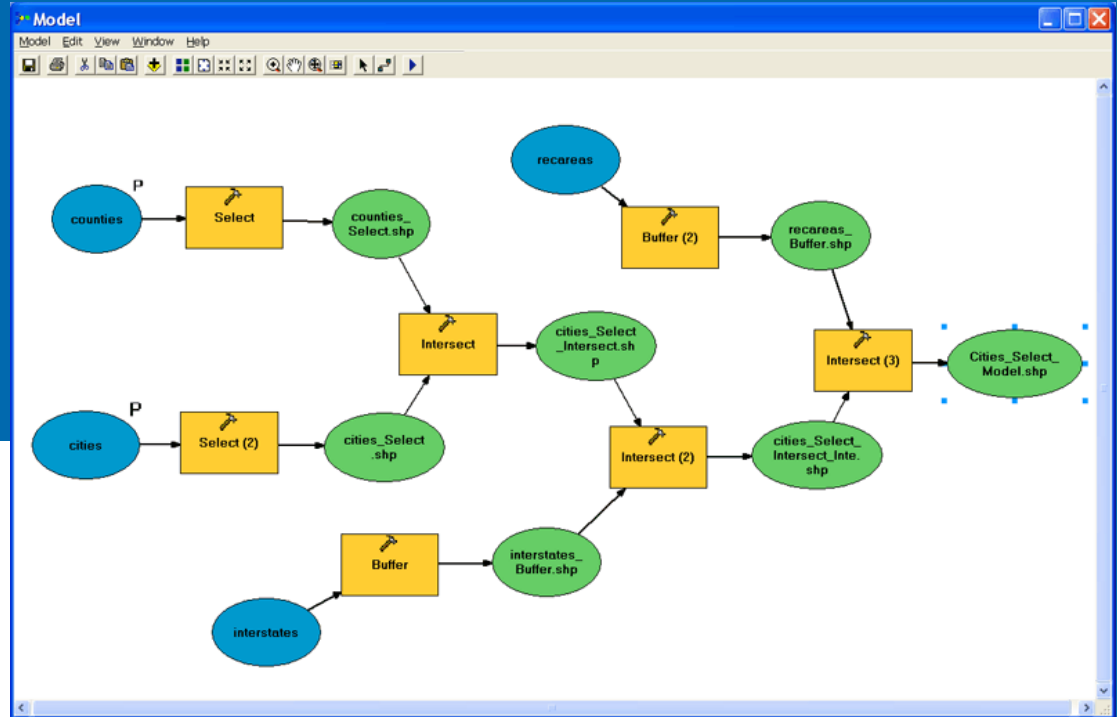 Model
Model Edit View Window Help
recareas
P
counties
Select
counties_
Select.shp
Buffer (2)
recareas_
Buffer.shp
Intersect
cities_Select
_Intersect.sh
p
Intersect (3)
Cities_Select_
Model.shp
P
cities
Select (2)
cities_Select
.shp
Intersect (2)
cities_Select_
Intersect_Inte.
shp
Buffer
interstates_
Buffer.shp
interstates